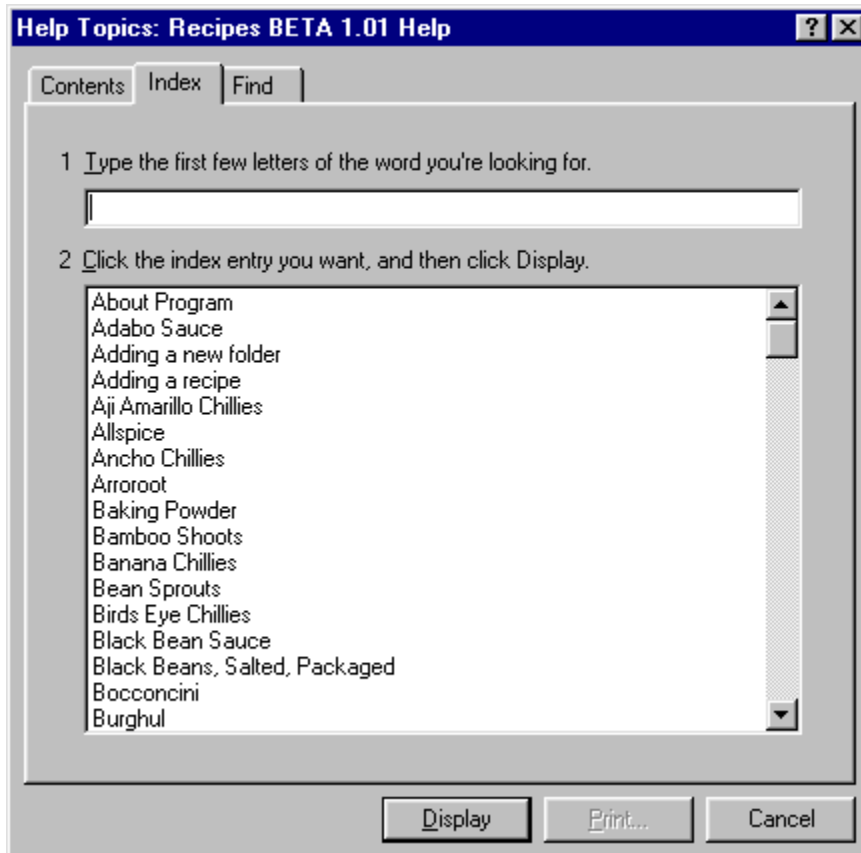 Help Topics: Recipes BETA 1.01 Help
Contents Index Find
1 Type the first few letters of the word you're looking for.
2 Click the index entry you want, and then click Display.
About Program
Adabo Sauce
Adding a new folder
Adding a recipe
Aji Amarillo Chillies
Allspice
Ancho Chillies
Arroroot
Baking Powder
Bamboo Shoots
Banana Chillies
Bean Sprouts
Birds Eye Chillies
Black Bean Sauce
Black Beans, Salted, Packaged
Bocconcini
Burghul
Display Print... Cancel